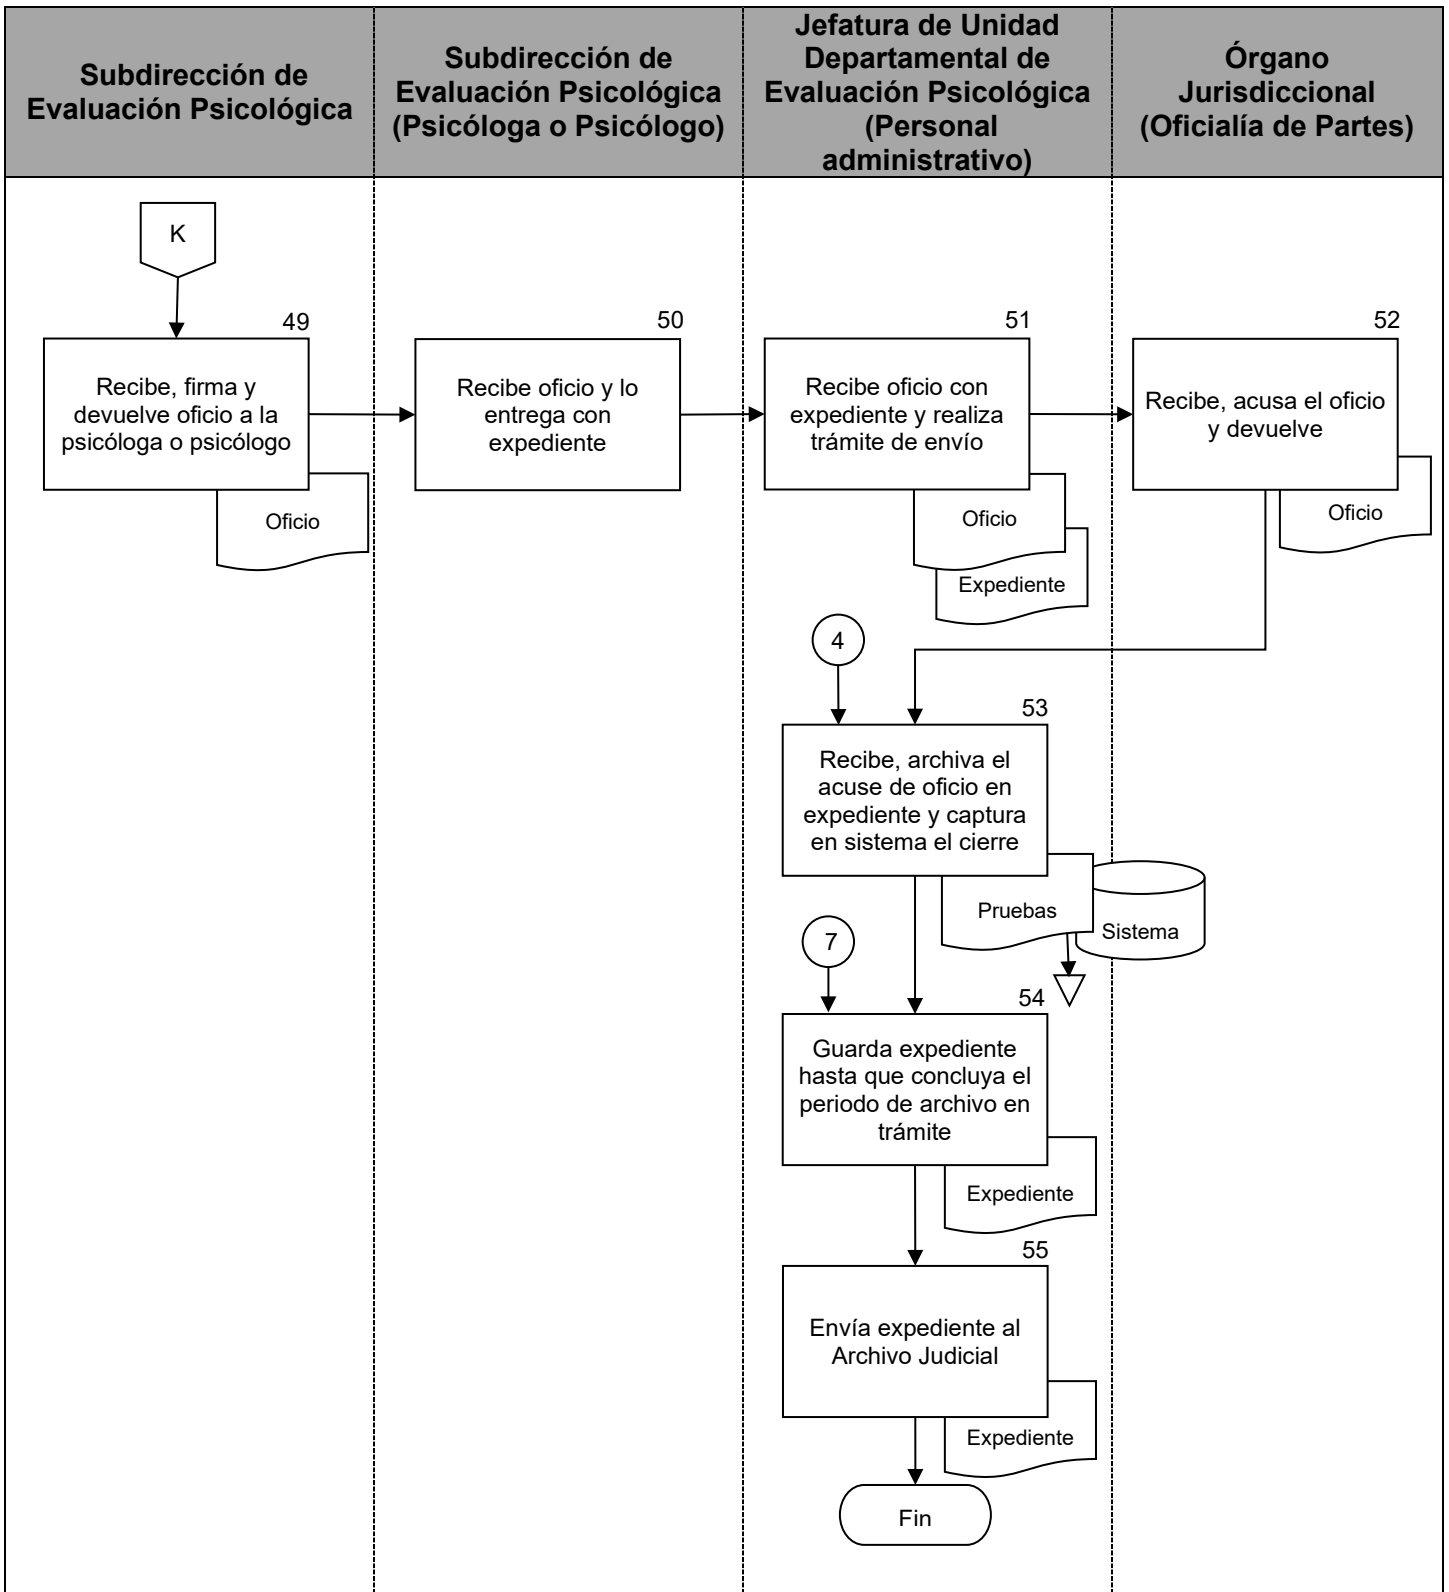 Subdirección de
Evaluación Psicológica
Subdirección de
Evaluación Psicológica
(Psicóloga o Psicólogo)
Jefatura de Unidad
Departamental de
Evaluación Psicológica
(Personal
administrativo)
Órgano
Jurisdiccional
(Oficialía de Partes)
K
49
Recibe, firma y
devuelve oficio a la
psicóloga o psicólogo
Oficio
50
Recibe oficio y lo
entrega con
expediente
51
Recibe oficio con
expediente y realiza
trámite de envío
Oficio
Expediente
52
Recibe, acusa el oficio
y devuelve
Oficio
4
53
Recibe, archiva el
acuse de oficio en
expediente y captura
en sistema el cierre
Pruebas
Sistema
7
54
Guarda expediente
hasta que concluya el
periodo de archivo en
trámite
Expediente
55
Envía expediente al
Archivo Judicial
Expediente
Fin